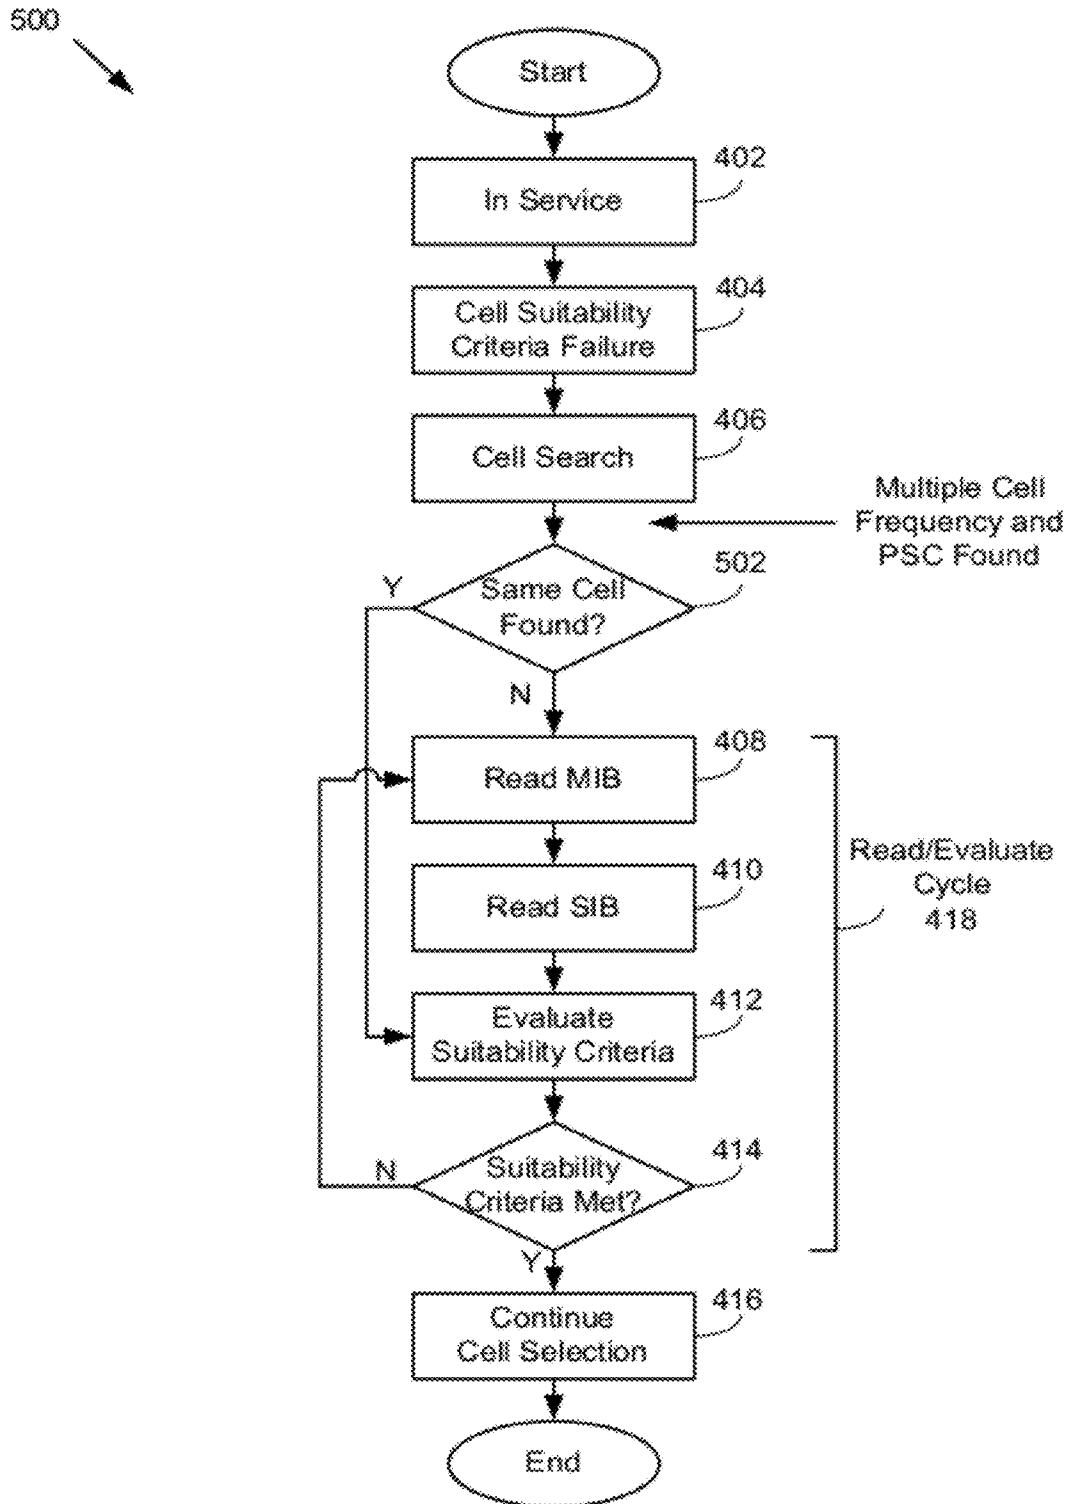 500
Start
402
In Service
404
Cell Suitability
Criteria Failure
406
Cell Search
Multiple Cell
Frequency and
PSC Found
502
Y
Same Cell
Found?
N
408
Read MIB
Read/Evaluate
Cycle
418
410
Read SIB
412
Evaluate
Suitability Criteria
414
N
Suitability
Criteria Met?
Y
416
Continue
Cell Selection
End